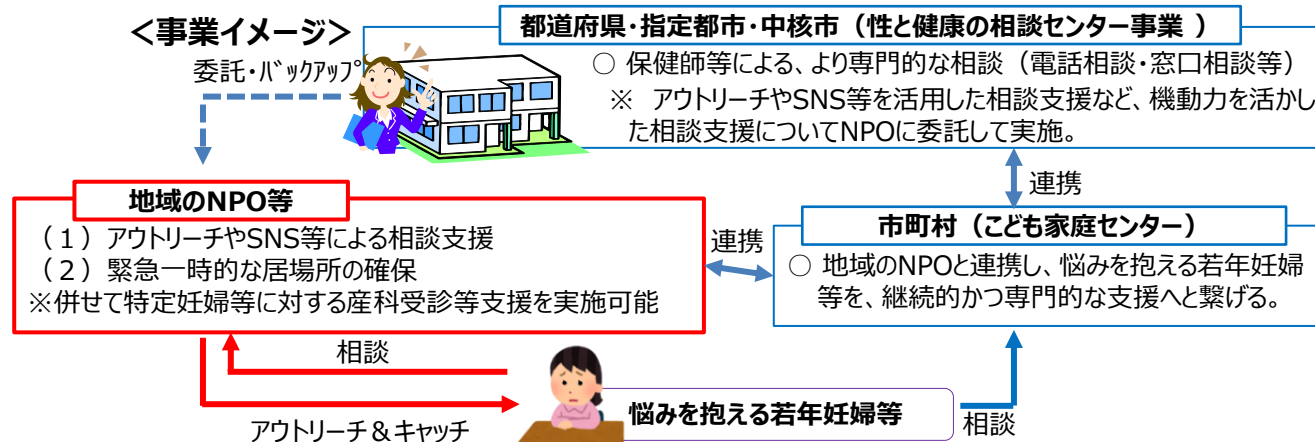 ＜事業イメージ＞
委託・バックアップ
都道府県・指定都市・中核市（性と健康の相談センター事業 ）
○ 保健師等による、より専門的な相談（電話相談・窓口相談等）
※ アウトリーチやSNS等を活用した相談支援など、機動力を活かし
た相談支援についてNPOに委託して実施。
連携
地域のNPO等
（１）アウトリーチやSNS等による相談支援
（２）緊急一時的な居場所の確保
※併せて特定妊婦等に対する産科受診等支援を実施可能
連携
市町村（こども家庭センター）
○ 地域のNPOと連携し、悩みを抱える若年妊婦
等を、継続的かつ専門的な支援へと繋げる。
相談
アウトリーチ＆キャッチ
悩みを抱える若年妊婦等
相談